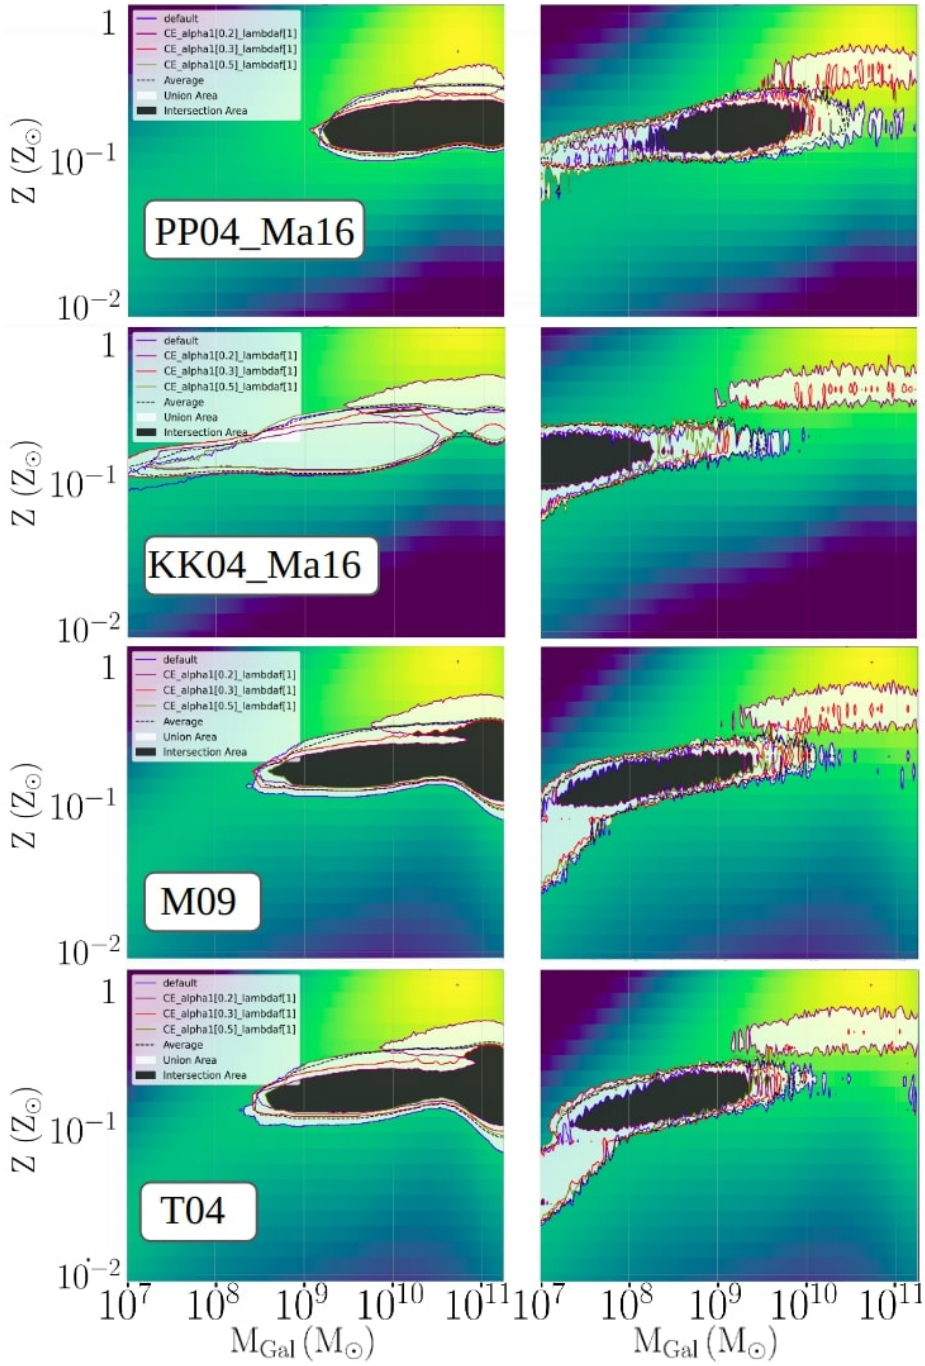 default
CE_alpha1[0.2]_lambdaf[1]
CE_alpha1[0.3]_lambdaf[1]
CE_alpha1[0.5]_lambdaf[1]
Average
Union Area
Intersection Area
1
Z (Z⊙)
10⁻¹
10⁻²
PP04_Ma16
default
CE_alpha1[0.2]_lambdaf[1]
CE_alpha1[0.3]_lambdaf[1]
CE_alpha1[0.5]_lambdaf[1]
Average
Union Area
Intersection Area
1
Z (Z⊙)
10⁻¹
10⁻²
KK04_Ma16
default
CE_alpha1[0.2]_lambdaf[1]
CE_alpha1[0.3]_lambdaf[1]
CE_alpha1[0.5]_lambdaf[1]
Average
Union Area
Intersection Area
1
Z (Z⊙)
10⁻¹
10⁻²
M09
default
CE_alpha1[0.2]_lambdaf[1]
CE_alpha1[0.3]_lambdaf[1]
CE_alpha1[0.5]_lambdaf[1]
Average
Union Area
Intersection Area
1
Z (Z⊙)
10⁻¹
10⁻²
T04
10⁷ 10⁸ 10⁹ 10¹⁰ 10¹¹ 10⁷ 10⁸ 10⁹ 10¹⁰ 10¹¹
M_Gal (M⊙) M_Gal (M⊙)